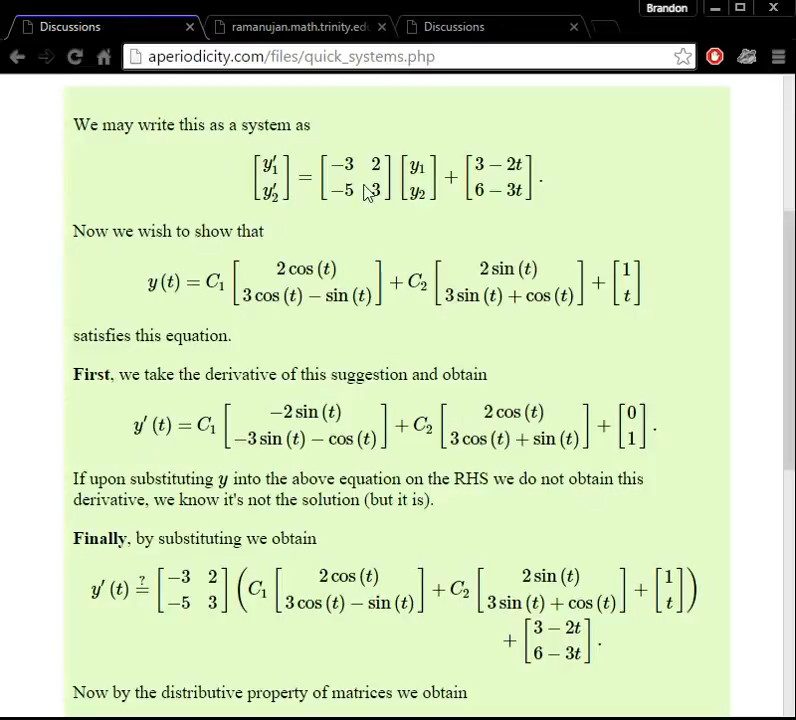 Brandon
Discussions
ramanujan.math.trinity.ed
Discussions
aperiodicity.com/files/quick_systems.php
We may write this as a system as
[y′₁ y′₂] = [−3 2 −5 3] [y₁ y₂] + [3 − 2t 6 − 3t].
Now we wish to show that
y(t) = C₁ [2 cos (t) 3 cos (t) − sin (t)] + C₂ [2 sin (t) 3 sin (t) + cos (t)] + [1 t]
satisfies this equation.
First, we take the derivative of this suggestion and obtain
y′(t) = C₁ [−2 sin (t) −3 sin (t) − cos (t)] + C₂ [2 cos (t) 3 cos (t) + sin (t)] + [0 1].
If upon substituting y into the above equation on the RHS we do not obtain this
derivative, we know it's not the solution (but it is).
Finally, by substituting we obtain
y′(t) ≟ [−3 2 −5 3] (C₁ [2 cos (t) 3 cos (t) − sin (t)] + C₂ [2 sin (t) 3 sin (t) + cos (t)] + [1 t])
+ [3 − 2t 6 − 3t].
Now by the distributive property of matrices we obtain